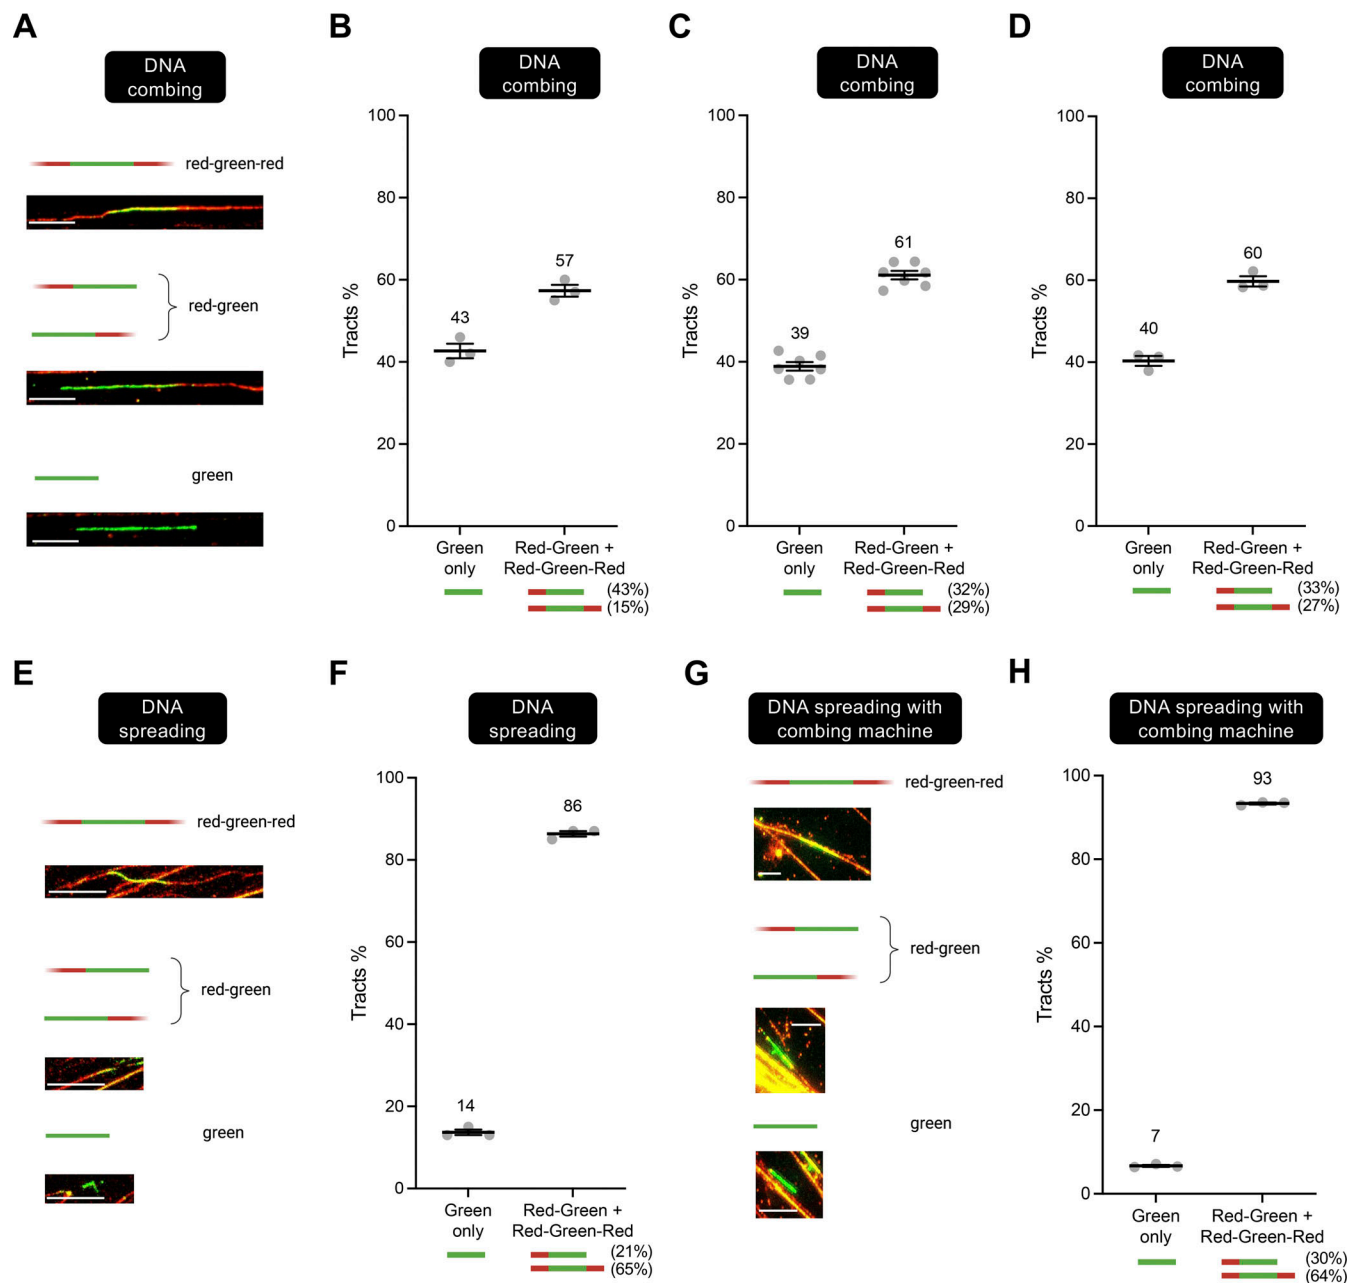 A
DNA
combing
red-green-red
red-green
green
B
DNA
combing
Tracts %
100
80
60
40
20
0
43
57
Green
only
Red-Green +
Red-Green-Red
(43%)
(15%)
C
DNA
combing
Tracts %
100
80
60
40
20
0
39
61
Green
only
Red-Green +
Red-Green-Red
(32%)
(29%)
D
DNA
combing
Tracts %
100
80
60
40
20
0
40
60
Green
only
Red-Green +
Red-Green-Red
(33%)
(27%)
E
DNA
spreading
red-green-red
red-green
green
F
DNA
spreading
Tracts %
100
80
60
40
20
0
14
86
Green
only
Red-Green +
Red-Green-Red
(21%)
(65%)
G
DNA spreading with
combing machine
red-green-red
red-green
green
H
DNA spreading with
combing machine
Tracts %
100
80
60
40
20
0
7
93
Green
only
Red-Green +
Red-Green-Red
(30%)
(64%)